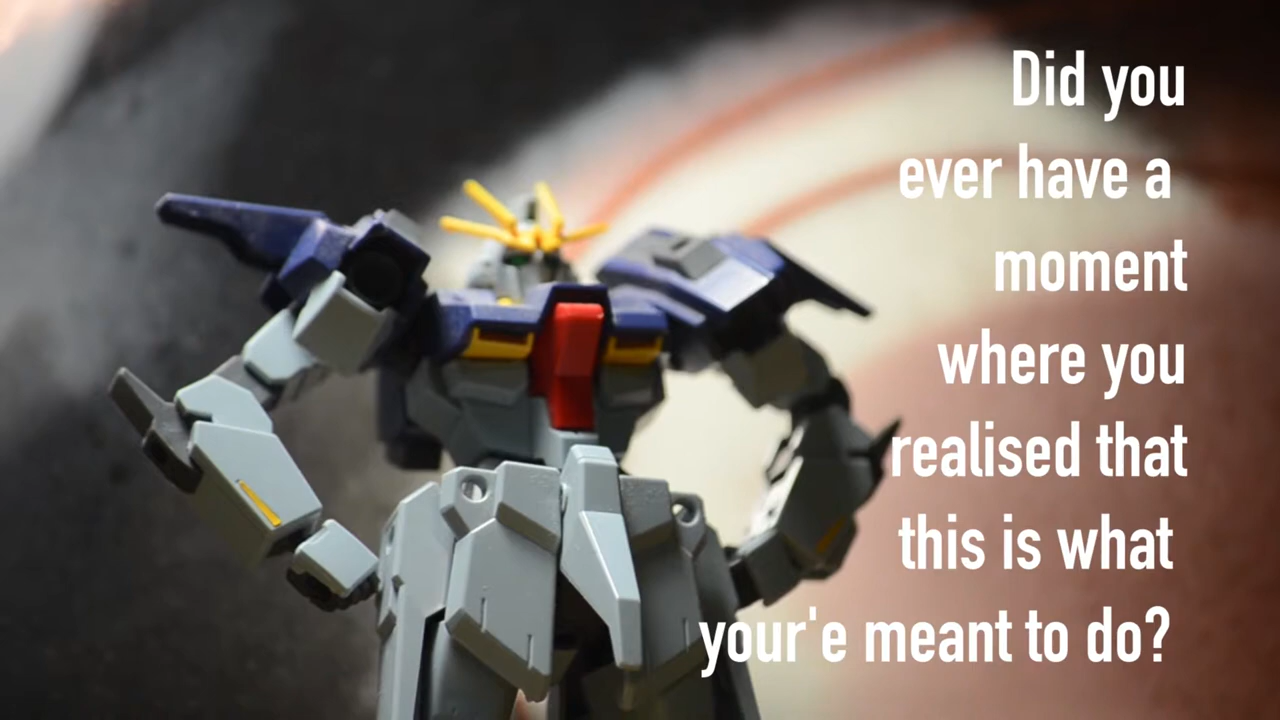 Did you
ever have a
moment
where you
realised that
this is what
your'e meant to do?